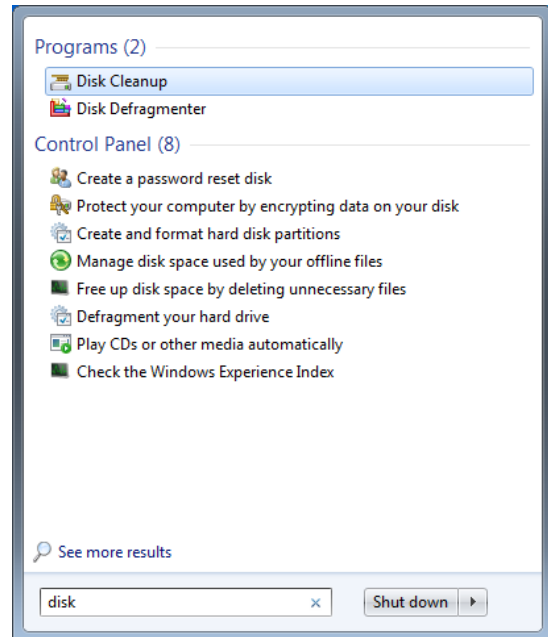 Programs (2)
Disk Cleanup
Disk Defragmenter
Control Panel (8)
Create a password reset disk
Protect your computer by encrypting data on your disk
Create and format hard disk partitions
Manage disk space used by your offline files
Free up disk space by deleting unnecessary files
Defragment your hard drive
Play CDs or other media automatically
Check the Windows Experience Index
See more results
disk Shut down